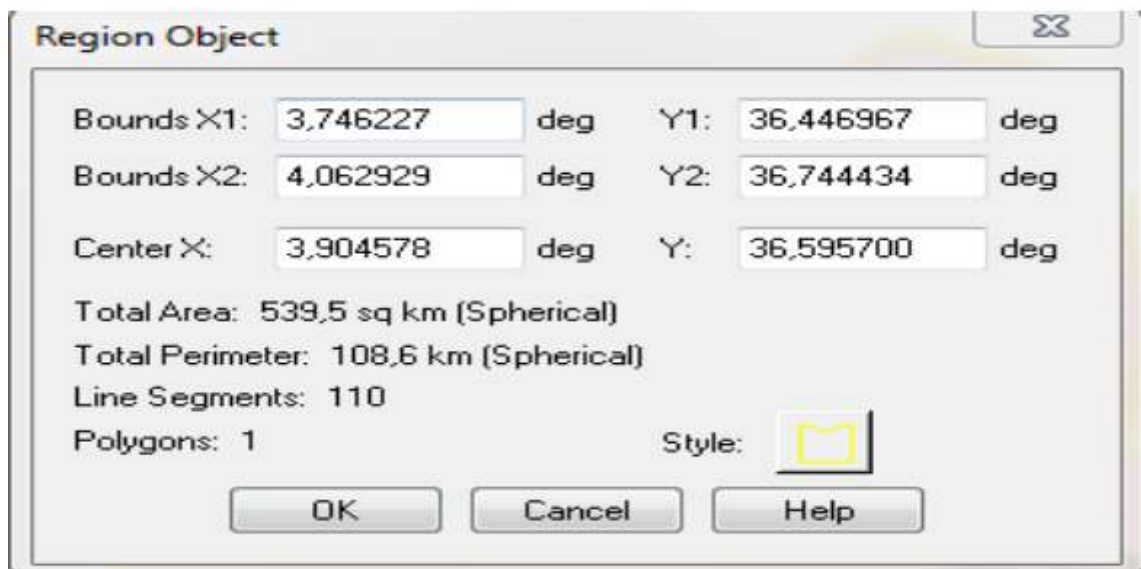 Region Object
Bounds X1: 3,746227 deg Y1: 36,446967 deg
Bounds X2: 4,062929 deg Y2: 36,744434 deg
Center X: 3,904578 deg Y: 36,595700 deg
Total Area: 539,5 sq km (Spherical)
Total Perimeter: 108,6 km (Spherical)
Line Segments: 110
Polygons: 1 Style:
OK Cancel Help